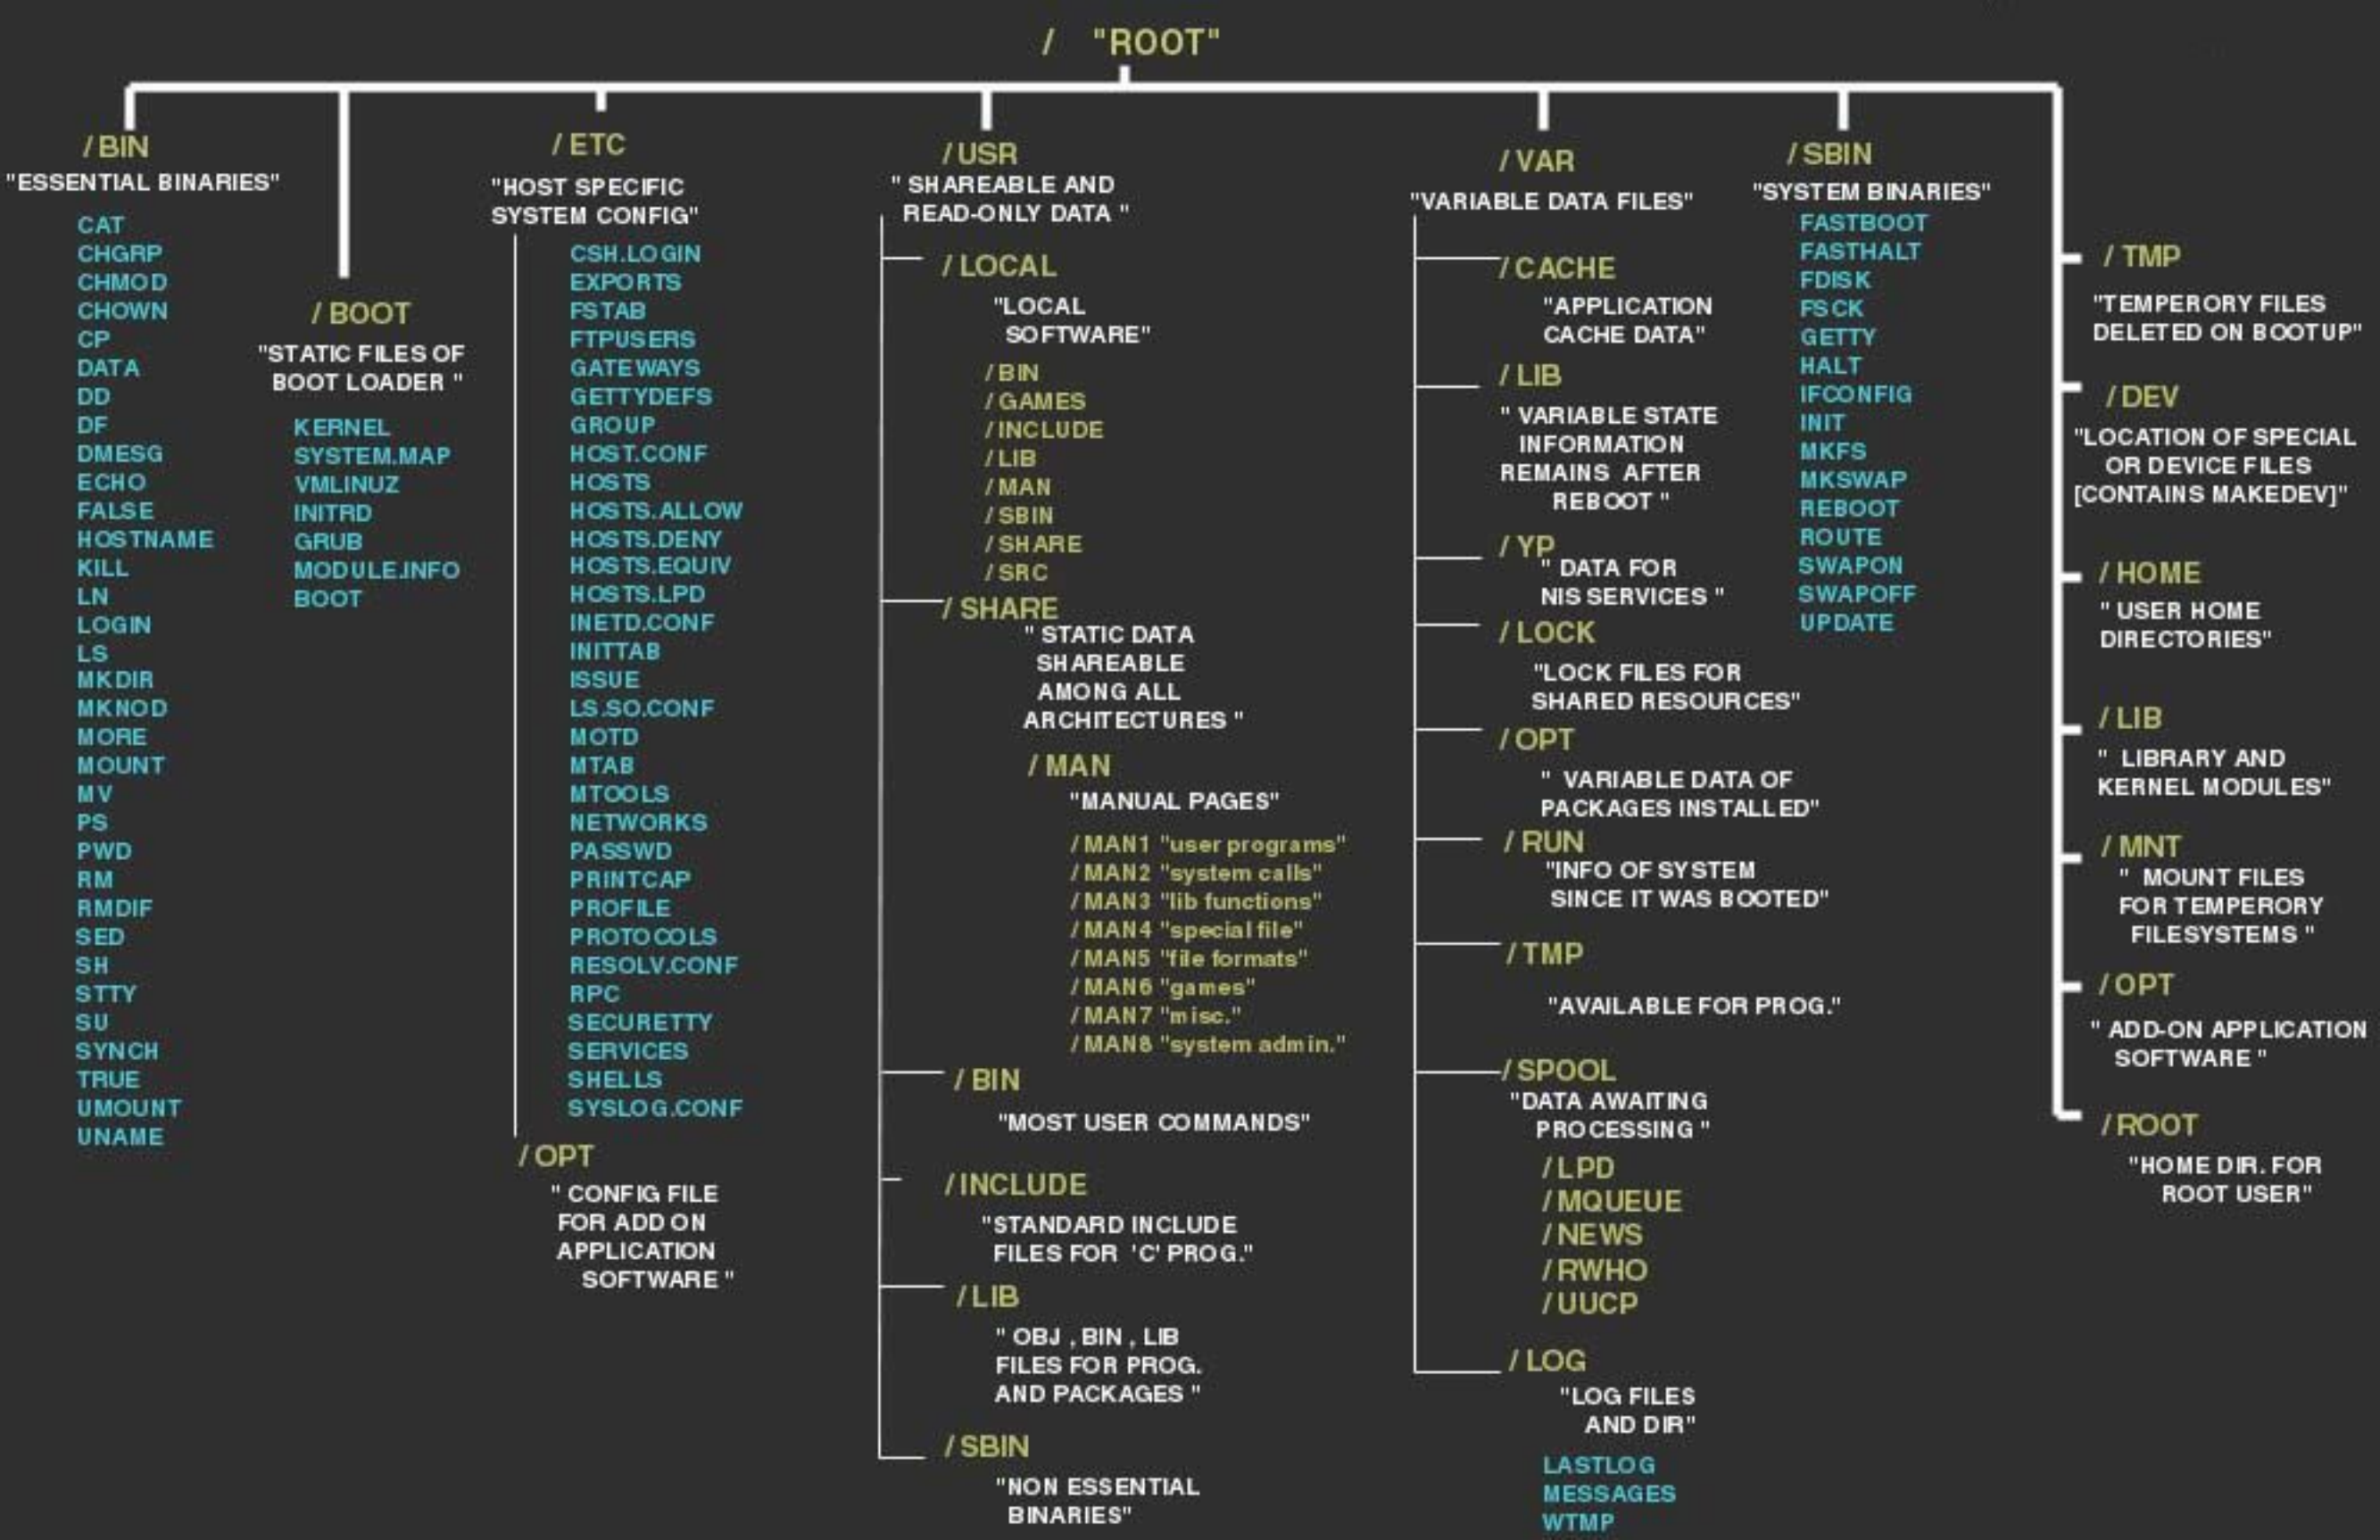 / "ROOT"
/BIN
"ESSENTIAL BINARIES"
CAT
CHGRP
CHMOD
CHOWN
CP
DATA
DD
DF
DMESG
ECHO
FALSE
HOSTNAME
KILL
LN
LOGIN
LS
MKDIR
MKNOD
MORE
MOUNT
MV
PS
PWD
RM
RMDIF
SED
SH
STTY
SU
SYNCH
TRUE
UMOUNT
UNAME
/BOOT
"STATIC FILES OF
BOOT LOADER "
KERNEL
SYSTEM.MAP
VMLINUZ
INITRD
GRUB
MODULE.INFO
BOOT
/ETC
"HOST SPECIFIC
SYSTEM CONFIG"
CSH.LOGIN
EXPORTS
FSTAB
FTPUSERS
GATEWAYS
GETTYDEFS
GROUP
HOST.CONF
HOSTS
HOSTS.ALLOW
HOSTS.DENY
HOSTS.EQUIV
HOSTS.LPD
INETD.CONF
INITTAB
ISSUE
LS.SO.CONF
MOTD
MTAB
MTOOLS
NETWORKS
PASSWD
PRINTCAP
PROFILE
PROTOCOLS
RESOLV.CONF
RPC
SECURETTY
SERVICES
SHELLS
SYSLOG.CONF
/OPT
" CONFIG FILE
FOR ADD ON
APPLICATION
SOFTWARE "
/USR
" SHAREABLE AND
READ-ONLY DATA "
/LOCAL
"LOCAL
SOFTWARE"
/BIN
/GAMES
/INCLUDE
/LIB
/MAN
/SBIN
/SHARE
/SRC
/SHARE
" STATIC DATA
SHAREABLE
AMONG ALL
ARCHITECTURES "
/MAN
"MANUAL PAGES"
/MAN1 "user programs"
/MAN2 "system calls"
/MAN3 "lib functions"
/MAN4 "special file"
/MAN5 "file formats"
/MAN6 "games"
/MAN7 "misc."
/MAN8 "system admin."
/BIN
"MOST USER COMMANDS"
/INCLUDE
"STANDARD INCLUDE
FILES FOR 'C' PROG."
/LIB
" OBJ , BIN , LIB
FILES FOR PROG.
AND PACKAGES "
/SBIN
"NON ESSENTIAL
BINARIES"
/VAR
"VARIABLE DATA FILES"
/CACHE
"APPLICATION
CACHE DATA"
/LIB
" VARIABLE STATE
INFORMATION
REMAINS AFTER
REBOOT "
/YP
" DATA FOR
NIS SERVICES "
/LOCK
"LOCK FILES FOR
SHARED RESOURCES"
/OPT
" VARIABLE DATA OF
PACKAGES INSTALLED"
/RUN
"INFO OF SYSTEM
SINCE IT WAS BOOTED"
/TMP
"AVAILABLE FOR PROG."
/SPOOL
"DATA AWAITING
PROCESSING "
/LPD
/MQUEUE
/NEWS
/RWHO
/UUCP
/LOG
"LOG FILES
AND DIR"
LASTLOG
MESSAGES
WTMP
/SBIN
"SYSTEM BINARIES"
FASTBOOT
FASTHALT
FDISK
FSCK
GETTY
HALT
IFCONFIG
INIT
MKFS
MKSWAP
REBOOT
ROUTE
SWAPON
SWAPOFF
UPDATE
/TMP
"TEMPERORY FILES
DELETED ON BOOTUP"
/DEV
"LOCATION OF SPECIAL
OR DEVICE FILES
[CONTAINS MAKEDEV]"
/HOME
" USER HOME
DIRECTORIES"
/LIB
" LIBRARY AND
KERNEL MODULES"
/MNT
" MOUNT FILES
FOR TEMPERORY
FILESYSTEMS "
/OPT
" ADD-ON APPLICATION
SOFTWARE "
/ROOT
"HOME DIR. FOR
ROOT USER"